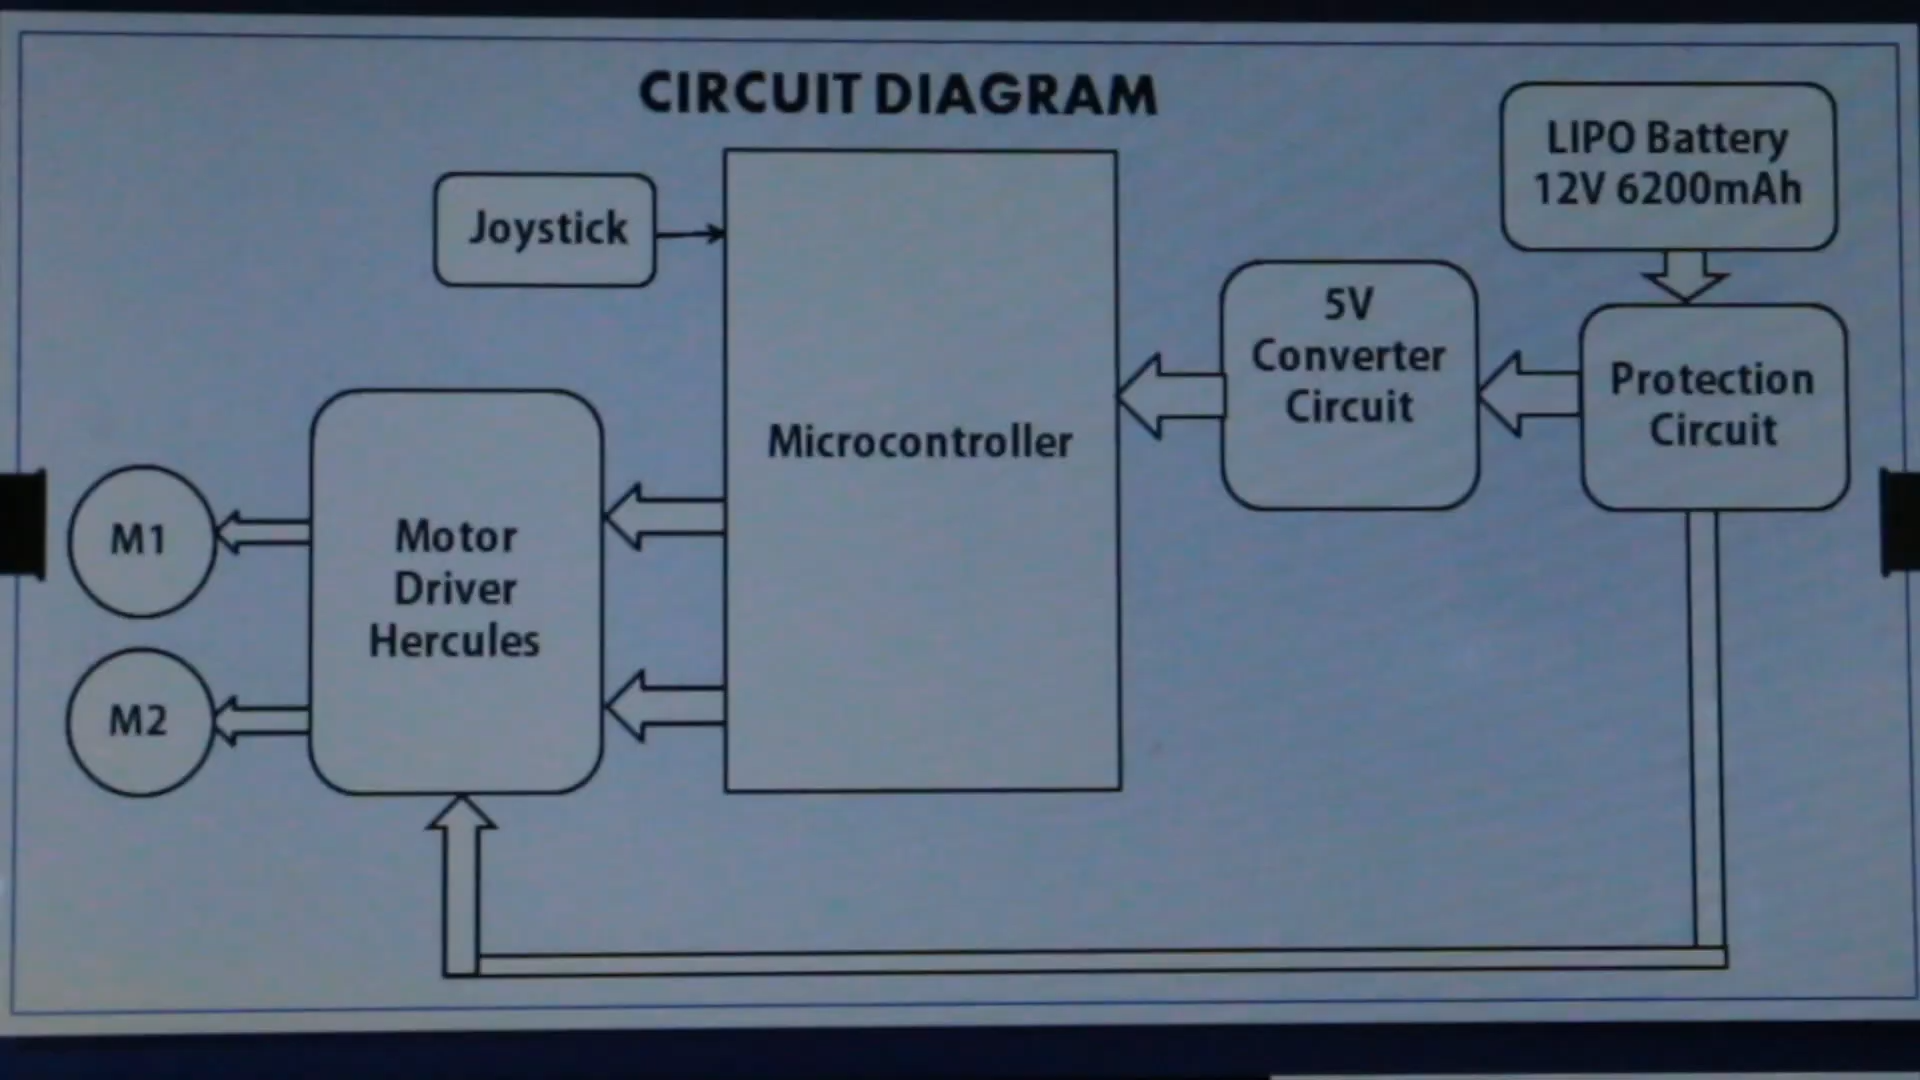 CIRCUIT DIAGRAM
LIPO Battery
12V 6200mAh
Joystick
5V
Converter
Circuit
Protection
Circuit
Microcontroller
Motor
Driver
Hercules
M1
M2